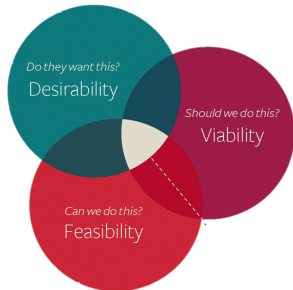 Do they want this?
Desirability
Should we do this?
Viability
Can we do this?
Feasibility